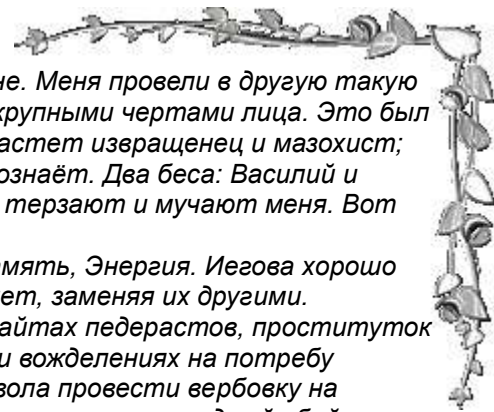 не. Меня провели в другую такую
крупными чертами лица. Это был
растет извращенец и мазохист;
ознаёт. Два беса: Василий и
терзают и мучают меня. Вот
мять, Энергия. Иегова хорошо
ет, заменяя их другими.
айтах педерастов, проституток
и вожделениях на потребу
вола провести вербовку на